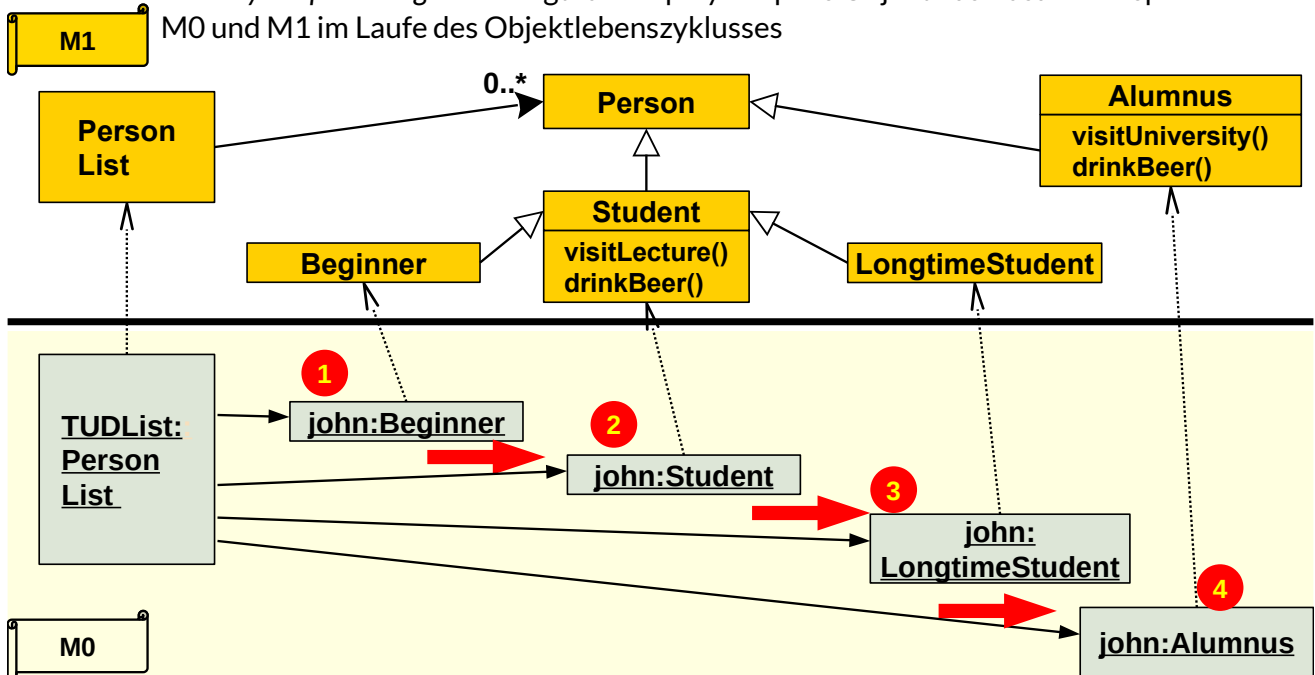 M0 und M1 im Laufe des Objektlebenszyklusses
M1
0..*
Person
List
Person
Alumnus
visitUniversity()
drinkBeer()
Student
visitLecture()
drinkBeer()
Beginner
LongtimeStudent
1
john:Beginner
2
john:Student
TUDList:
Person
List
3
john:
LongtimeStudent
4
john:Alumnus
M0